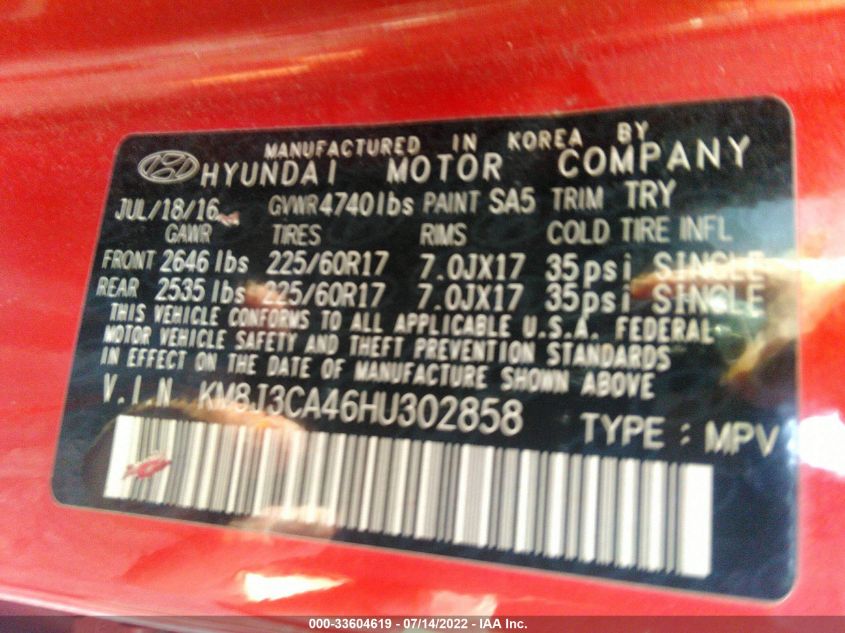 MANUFACTURED IN KOREA BY
HYUNDAI MOTOR COMPANY
JUL/18/16 GVWR 4740lbs PAINT SA5 TRIM TRY
GAWR TIRES RIMS COLD TIRE INFL
FRONT 2646 lbs 225/60R17 7.0JX17 35psi SINGLE
REAR 2535 lbs 225/60R17 7.0JX17 35psi SINGLE
THIS VEHICLE CONFORMS TO ALL APPLICABLE U.S.A. FEDERAL
MOTOR VEHICLE SAFETY AND THEFT PREVENTION STANDARDS
IN EFFECT ON THE DATE OF MANUFACTURE SHOWN ABOVE
V.I.N KM8J3CA46HU302858 TYPE : MPV
000-33604619 - 07/14/2022 - IAA Inc.